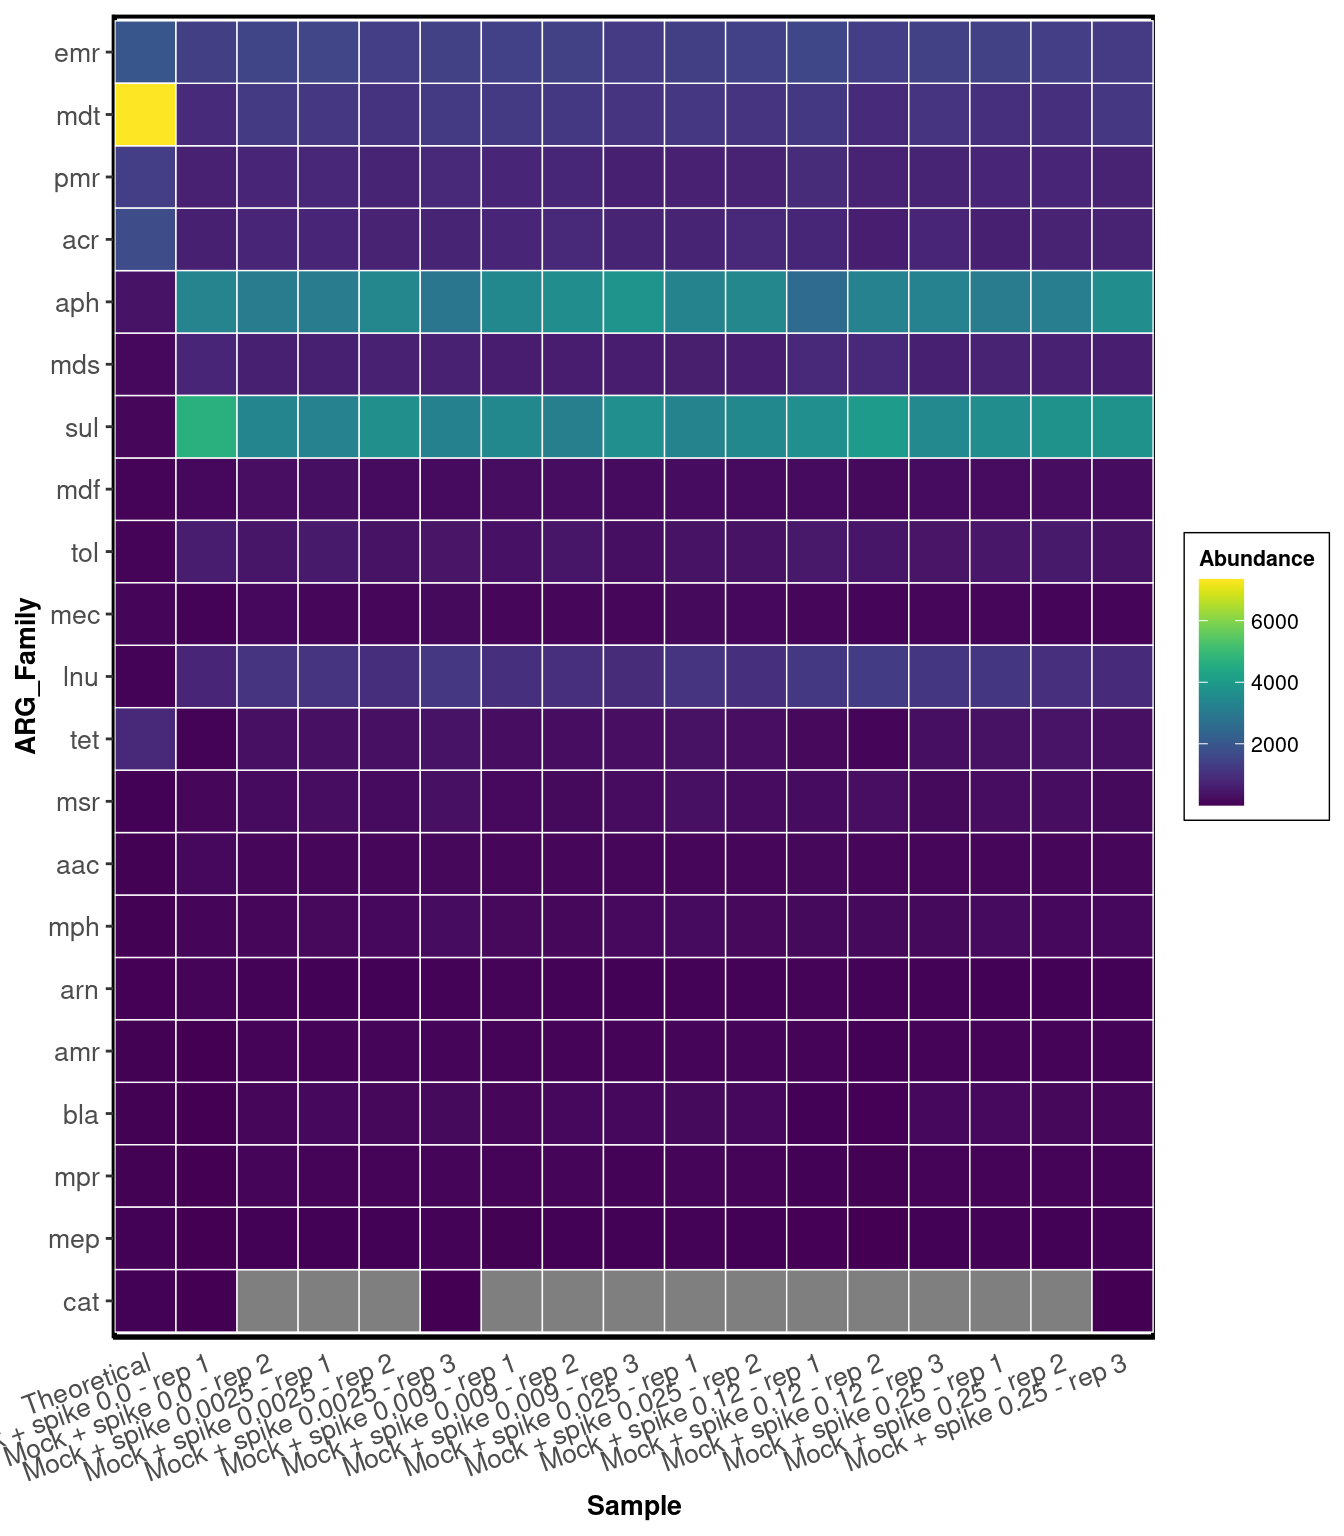 emr
mdt
pmr
acr
aph
mds
sul
mdf
tol
mec
lnu
tet
msr
aac
mph
arn
amr
bla
mpr
mep
cat
ARG_Family
Theoretical
+ spike 0.0 - rep 1
Mock + spike 0.0 - rep 2
Mock + spike 0.0025 - rep 1
Mock + spike 0.0025 - rep 2
Mock + spike 0.0025 - rep 3
Mock + spike 0.009 - rep 1
Mock + spike 0.009 - rep 2
Mock + spike 0.009 - rep 3
Mock + spike 0.025 - rep 1
Mock + spike 0.025 - rep 2
Mock + spike 0.12 - rep 1
Mock + spike 0.12 - rep 2
Mock + spike 0.12 - rep 3
Mock + spike 0.25 - rep 1
Mock + spike 0.25 - rep 2
Mock + spike 0.25 - rep 3
Sample
Abundance
6000
4000
2000